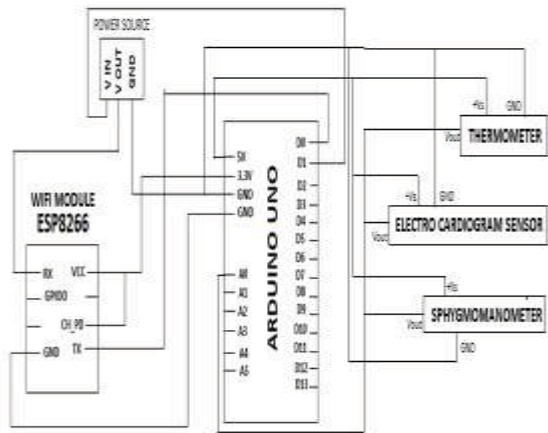 POWER SOURCE
V IN
V OUT
GND
WIFI MODULE
ESP8266
RX
VCC
GPIO0
CH_PD
GND
TX
ARDUINO UNO
5V
3.3V
GND
GND
A0
A1
A2
A3
A4
A5
D0
D1
D2
D3
D4
D5
D6
D7
D8
D9
D10
D11
D12
D13
+Vs
GND
Vout
THERMOMETER
+Vs
GND
Vout
ELECTRO CARDIOGRAM SENSOR
+Vs
Vout
SPHYGMOMANOMETER
GND